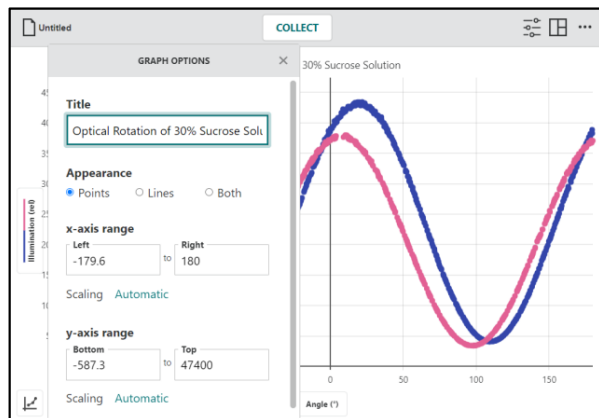 Untitled
COLLECT
GRAPH OPTIONS
30% Sucrose Solution
Title
Optical Rotation of 30% Sucrose Solu
Appearance
Points Lines Both
x-axis range
Left Right
-179.6 to 180
Scaling Automatic
y-axis range
Bottom Top
-587.3 to 47400
Scaling Automatic
Illumination (rel)
0 50 100 150
Angle (°)